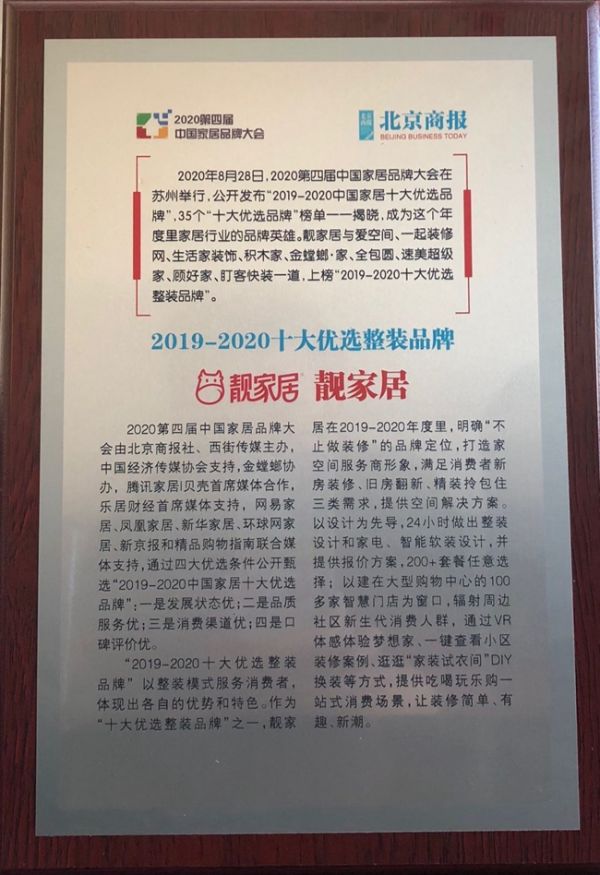 2020第四届
中国家居品牌大会
北京商报
BEIJING BUSINESS TODAY
2020年8月28日，2020第四届中国家居品牌大会在
苏州举行，公开发布“2019-2020中国家居十大优选品
牌”，35个“十大优选品牌”榜单一一揭晓，成为这个年
度里家居行业的品牌英雄。靓家居与爱空间、一起装修
网、生活家装饰、积木家、金螳螂·家、全包圆、速美超级
家、顾好家、盯客快装一道，上榜“2019-2020十大优选
整装品牌”。
2019-2020十大优选整装品牌
靓家居 靓家居
2020第四届中国家居品牌大
会由北京商报社、西街传媒主办，
中国经济传媒协会支持，金螳螂协
办，腾讯家居|贝壳首席媒体合作，
乐居财经首席媒体支持，网易家
居、凤凰家居、新华家居、环球网家
居、新京报和精品购物指南联合媒
体支持，通过四大优选条件公开甄
选“2019-2020中国家居十大优选
品牌”：一是发展状态优；二是品质
服务优；三是消费渠道优；四是口
碑评价优。
“2019-2020十大优选整装
品牌”以整装模式服务消费者，
体现出各自的优势和特色。作为
“十大优选整装品牌”之一，靓家
居在2019-2020年度里，明确“不
止做装修”的品牌定位，打造家
空间服务商形象，满足消费者新
房装修、旧房翻新、精装拎包住
三类需求，提供空间解决方案。
以设计为先导，24小时做出整装
设计和家电、智能软装设计，并
提供报价方案，200+套餐任意选
择；以建在大型购物中心的100
多家智慧门店为窗口，辐射周边
社区新生代消费人群，通过VR
体感体验梦想家、一键查看小区
装修案例、逛逛“家装试衣间”DIY
换装等方式，提供吃喝玩乐购一
站式消费场景，让装修简单、有
趣、新潮。